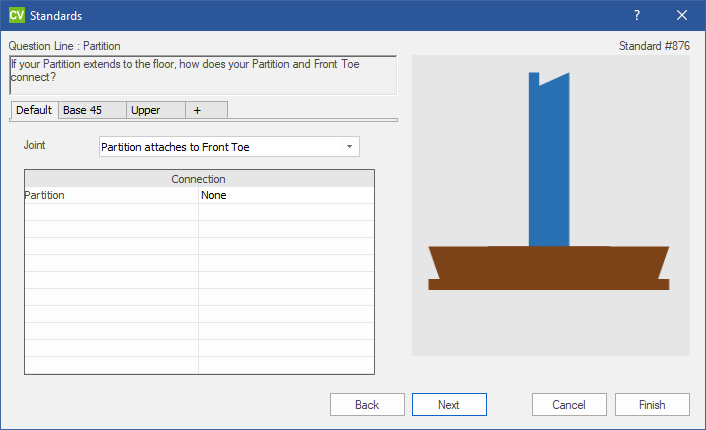 CV Standards ?
Question Line : Partition Standard #876
If your Partition extends to the floor, how does your Partition and Front Toe
connect?
Default Base 45 Upper +
Joint Partition attaches to Front Toe
Connection
Partition None
Back Next Cancel Finish